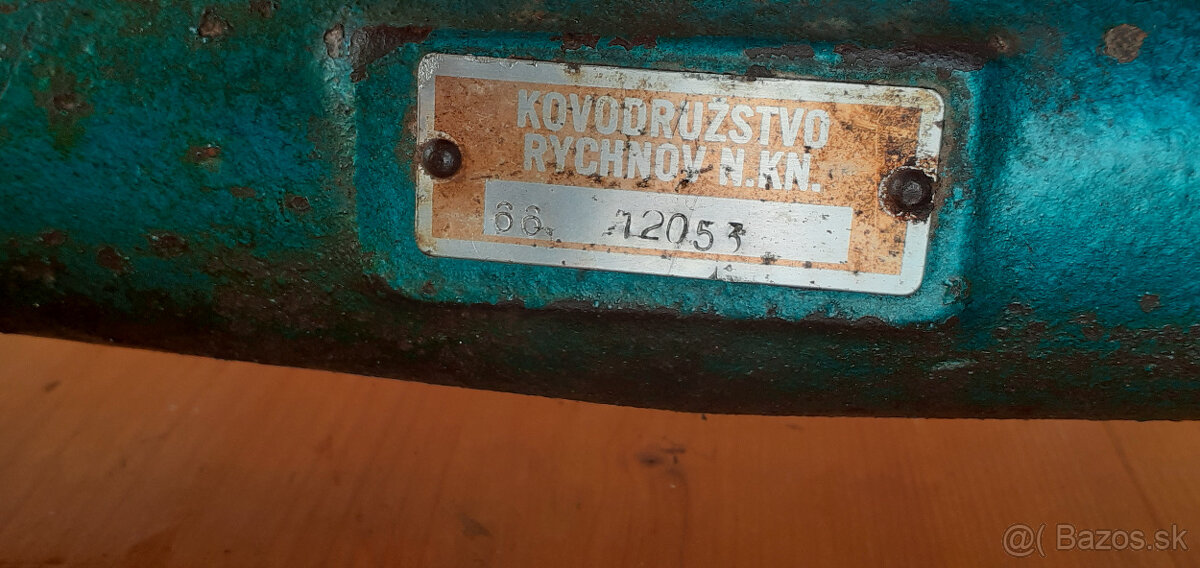 KOVODRUŽSTVO
RYCHNOV N.KN.
66 12053
@( Bazos.sk